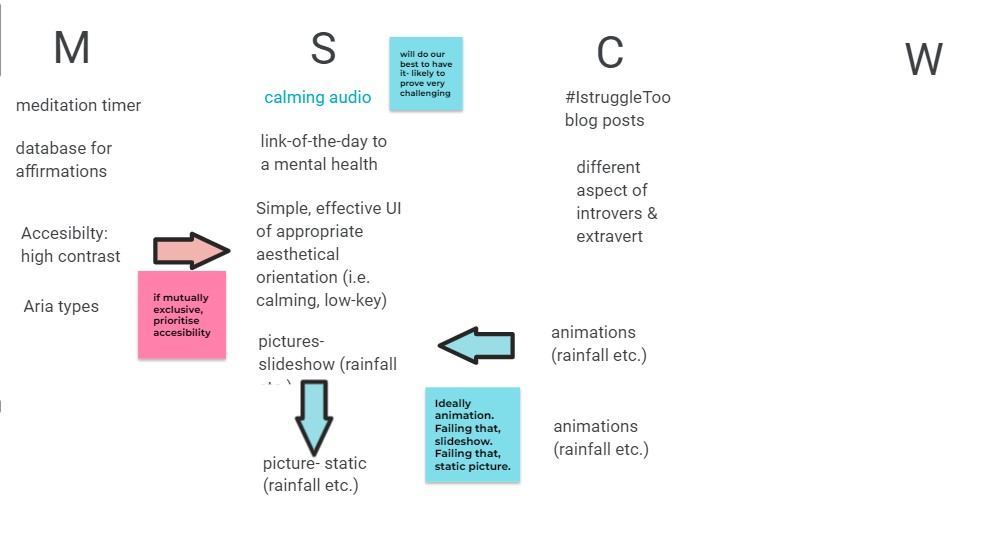 M
meditation timer
database for
affirmations
Accesibilty:
high contrast
Aria types
if mutually
exclusive,
prioritise
accesibility
S
calming audio
will do our
best to have
it- likely to
prove very
challenging
link-of-the-day to
a mental health
Simple, effective UI
of appropriate
aesthetical
orientation (i.e.
calming, low-key)
pictures-
slideshow (rainfall
etc.)
picture- static
(rainfall etc.)
C
#IstruggleToo
blog posts
different
aspect of
introvers &
extravert
animations
(rainfall etc.)
Ideally
animation.
Failing that,
slideshow.
Failing that,
static picture.
animations
(rainfall etc.)
W